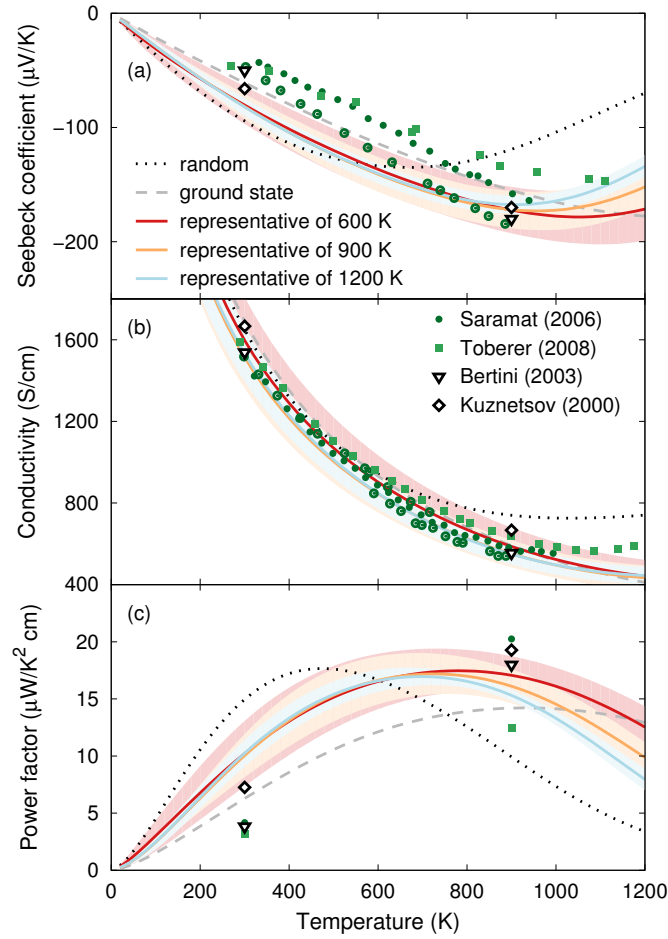 0
−100
−200
Seebeck coefficient (μV/K)
(a)
random
ground state
representative of 600 K
representative of 900 K
representative of 1200 K
1600
1200
800
400
Conductivity (S/cm)
(b)
Saramat (2006)
Toberer (2008)
Bertini (2003)
Kuznetsov (2000)
20
15
10
5
0
Power factor (μW/K² cm)
(c)
0 200 400 600 800 1000 1200
Temperature (K)